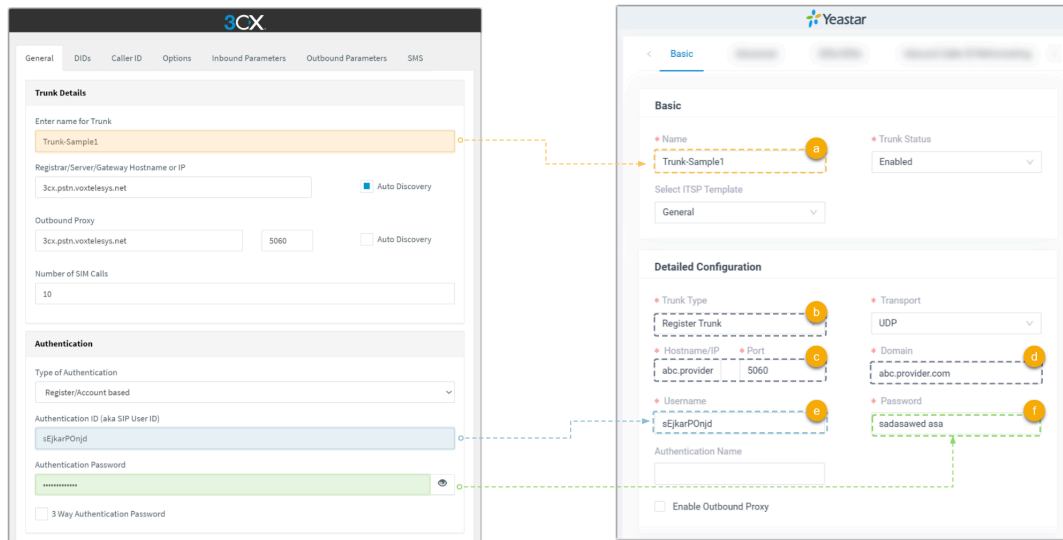 3CX
General DIDs Caller ID Options Inbound Parameters Outbound Parameters SMS
Trunk Details
Enter name for Trunk
Trunk-Sample1
Registrar/Server/Gateway Hostname or IP
3cx.pstn.voxtelesys.net
Auto Discovery
Outbound Proxy
3cx.pstn.voxtelesys.net 5060
Auto Discovery
Number of SIM Calls
10
Authentication
Type of Authentication
Register/Account based
Authentication ID (aka SIP User ID)
sEjkarPOnjd
Authentication Password
3 Way Authentication Password
Yeastar
Basic
Basic
* Name * Trunk Status
a
Trunk-Sample1 Enabled
Select ITSP Template
General
Detailed Configuration
* Trunk Type * Transport
b
Register Trunk UDP
* Hostname/IP * Port * Domain
c d
abc.provider 5060 abc.provider.com
* Username * Password
e f
sEjkarPOnjd sadasawed asa
Authentication Name
Enable Outbound Proxy